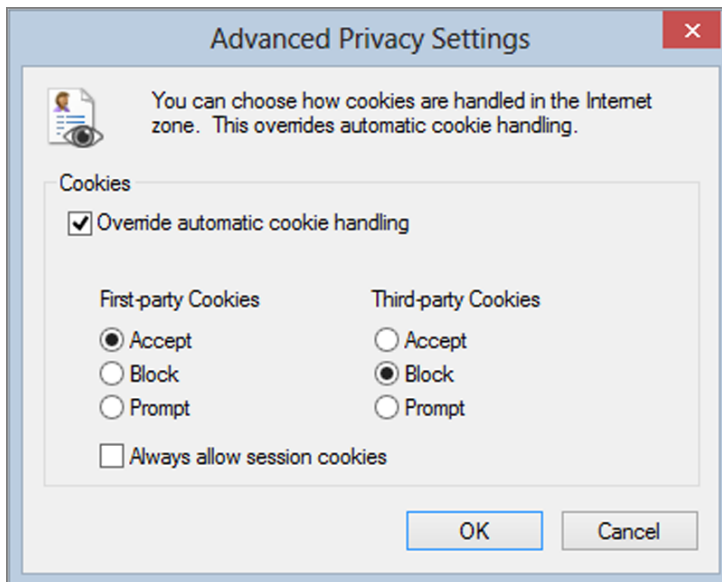 Advanced Privacy Settings
You can choose how cookies are handled in the Internet
zone. This overrides automatic cookie handling.
Cookies
Override automatic cookie handling
First-party Cookies
Third-party Cookies
Accept
Accept
Block
Block
Prompt
Prompt
Always allow session cookies
OK
Cancel